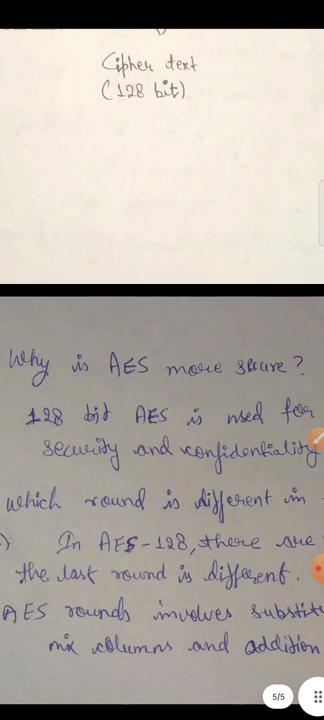 Cipher text
(128 bit)
Why is AES more secure?
128 bit AES is used for
security and confidentiality
which round is different in
) In AES-128, there are
the last round is different.
AES rounds involves substitu
mix columns and addition
5/5